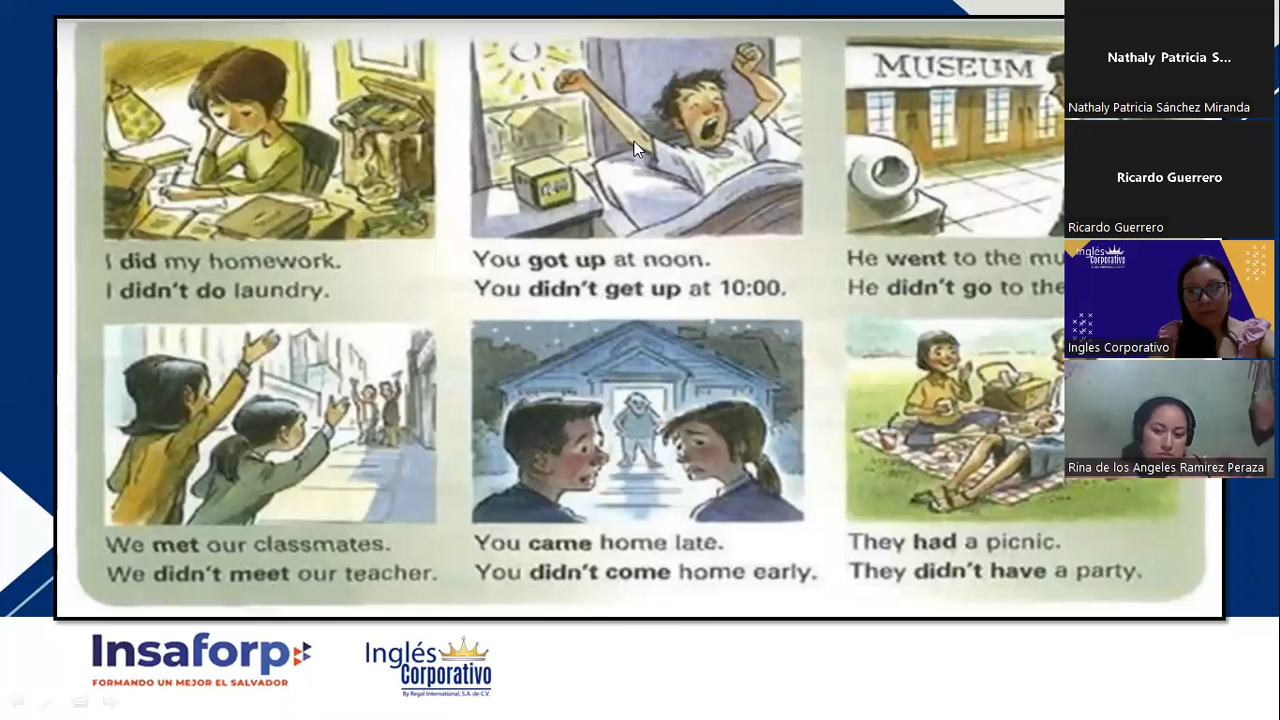 MUSEUM
I did my homework.
I didn't do laundry.
You got up at noon.
You didn't get up at 10:00.
He went to the mu
He didn't go to the
We met our classmates.
We didn't meet our teacher.
You came home late.
You didn't come home early.
They had a picnic.
They didn't have a party.
Insaforp
FORMANDO UN MEJOR EL SALVADOR
Inglés
Corporativo
By Regal International, S.A. de C.V.
Nathaly Patricia S...
Nathaly Patricia Sánchez Miranda
Ricardo Guerrero
Ricardo Guerrero
Inglés
Corporativo
Ingles Corporativo
Rina de los Angeles Ramirez Peraza